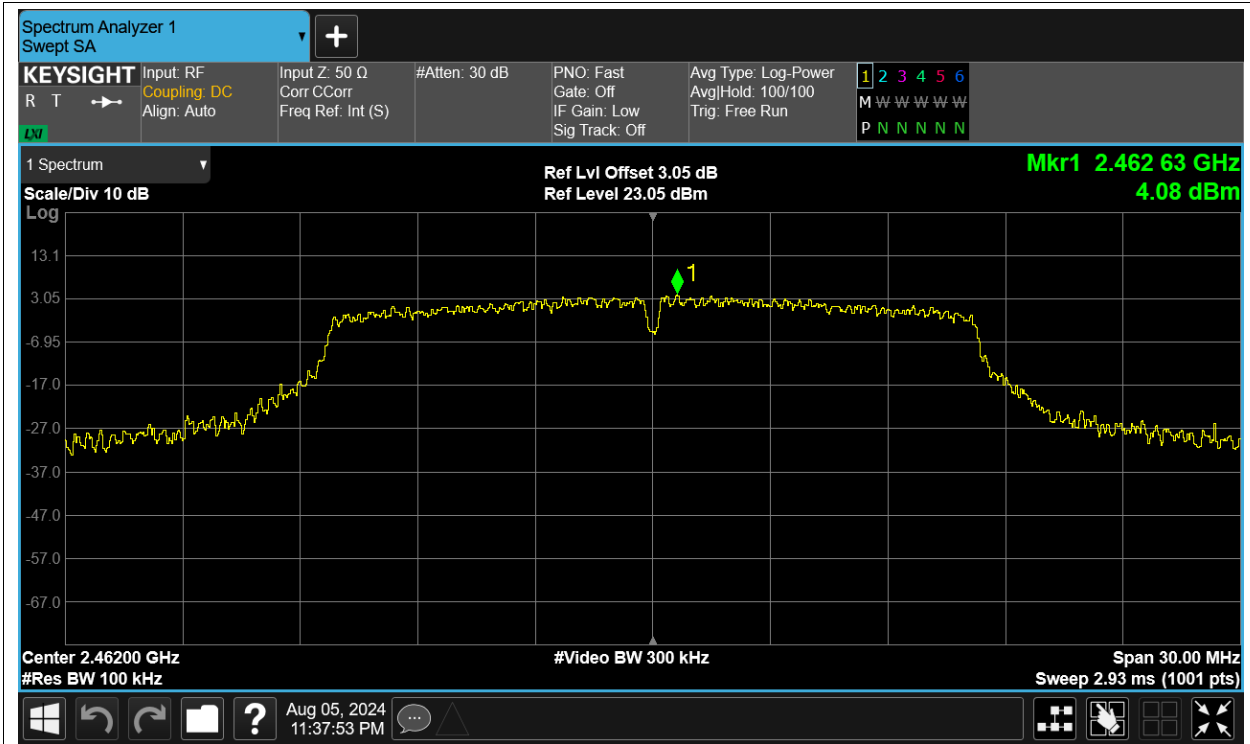 Spectrum Analyzer 1
Swept SA
KEYSIGHT
R T
LXI
Input: RF
Coupling: DC
Align: Auto
Input Z: 50 Ω
Corr CCorr
Freq Ref: Int (S)
#Atten: 30 dB
PNO: Fast
Gate: Off
IF Gain: Low
Sig Track: Off
Avg Type: Log-Power
Avg|Hold: 100/100
Trig: Free Run
1 2 3 4 5 6
M W W W W W
P N N N N N
1 Spectrum
Scale/Div 10 dB
Log
Ref Lvl Offset 3.05 dB
Ref Level 23.05 dBm
Mkr1 2.462 63 GHz
4.08 dBm
13.1
3.05
-6.95
-17.0
-27.0
-37.0
-47.0
-57.0
-67.0
1
Center 2.46200 GHz
#Res BW 100 kHz
#Video BW 300 kHz
Span 30.00 MHz
Sweep 2.93 ms (1001 pts)
?
Aug 05, 2024
11:37:53 PM